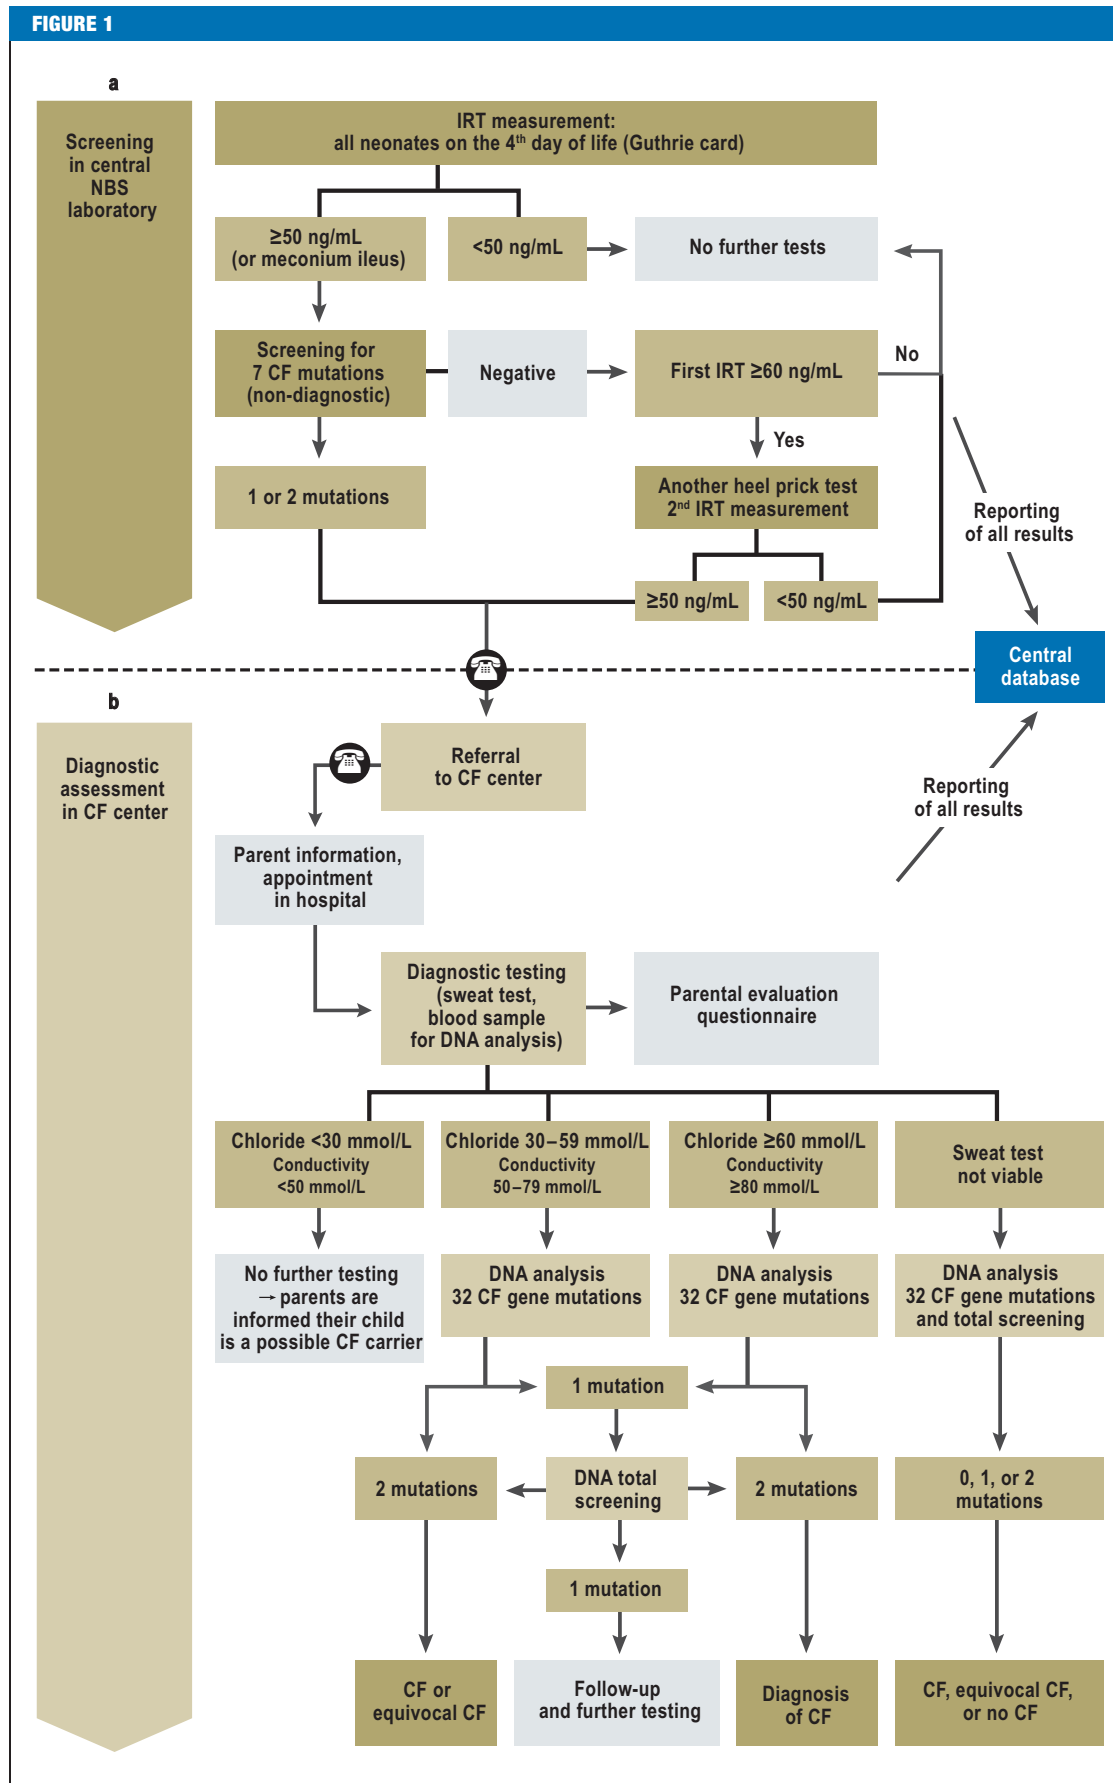 FIGURE 1
a
Screening
in central
NBS
laboratory
IRT measurement:
all neonates on the 4th day of life (Guthrie card)
≥50 ng/mL
(or meconium ileus)
<50 ng/mL
No further tests
Screening for
7 CF mutations
(non-diagnostic)
Negative
First IRT ≥60 ng/mL
No
Yes
1 or 2 mutations
Another heel prick test
2nd IRT measurement
Reporting
of all results
≥50 ng/mL
<50 ng/mL
Central
database
b
Diagnostic
assessment
in CF center
Referral
to CF center
Reporting
of all results
Parent information,
appointment
in hospital
Diagnostic testing
(sweat test,
blood sample
for DNA analysis)
Parental evaluation
questionnaire
Chloride <30 mmol/L
Conductivity
<50 mmol/L
Chloride 30–59 mmol/L
Conductivity
50–79 mmol/L
Chloride ≥60 mmol/L
Conductivity
≥80 mmol/L
Sweat test
not viable
No further testing
→ parents are
informed their child
is a possible CF carrier
DNA analysis
32 CF gene mutations
DNA analysis
32 CF gene mutations
DNA analysis
32 CF gene mutations
and total screening
1 mutation
2 mutations
DNA total
screening
2 mutations
0, 1, or 2
mutations
1 mutation
CF or
equivocal CF
Follow-up
and further testing
Diagnosis
of CF
CF, equivocal CF,
or no CF